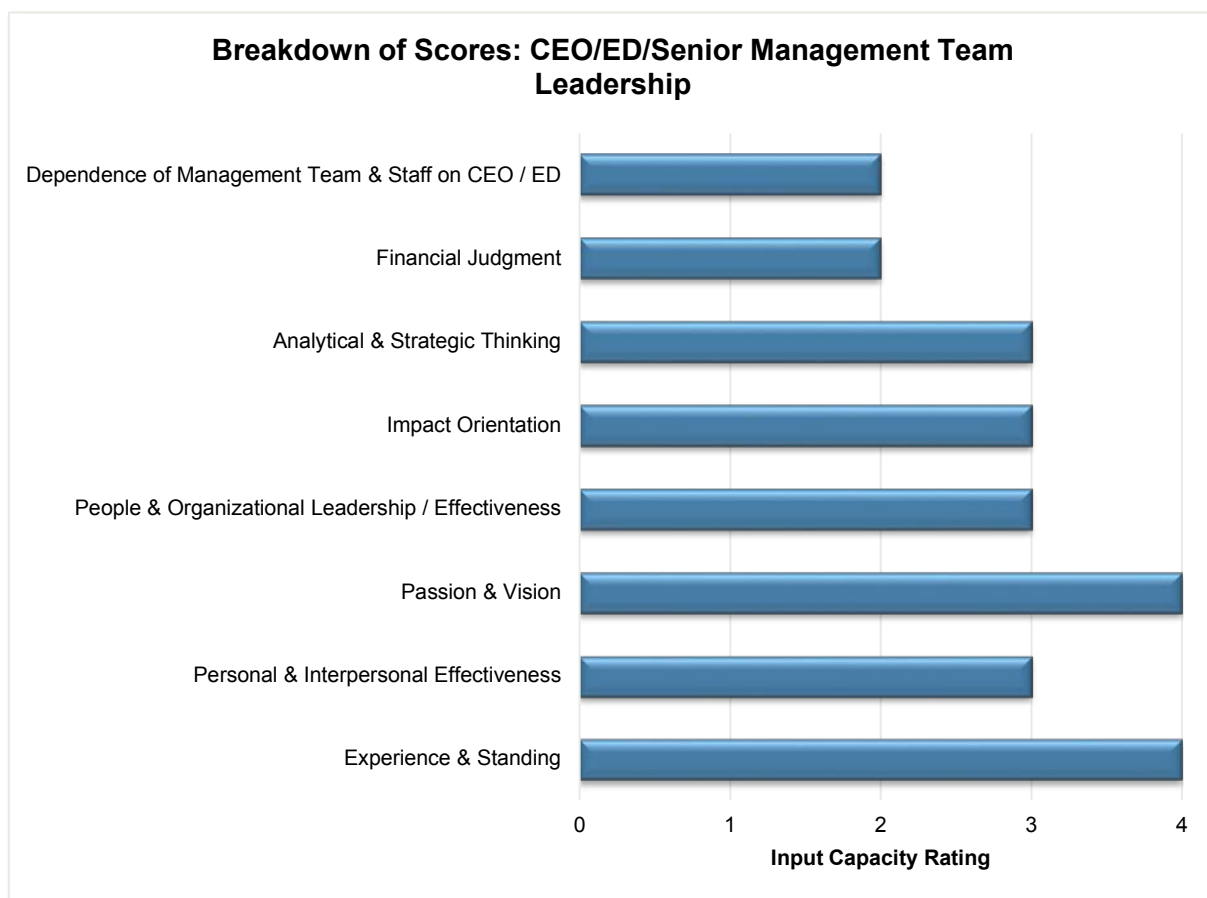 Breakdown of Scores: CEO/ED/Senior Management Team
Leadership
Dependence of Management Team & Staff on CEO / ED
Financial Judgment
Analytical & Strategic Thinking
Impact Orientation
People & Organizational Leadership / Effectiveness
Passion & Vision
Personal & Interpersonal Effectiveness
Experience & Standing
0 1 2 3 4
Input Capacity Rating